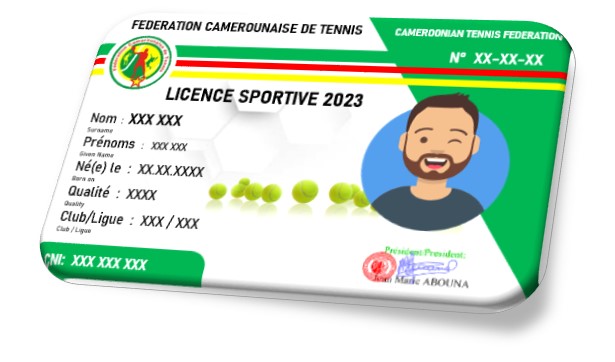 FEDERATION CAMEROUNAISE DE TENNIS
CAMEROONIAN TENNIS FEDERATION
N° XX-XX-XX
LICENCE SPORTIVE 2023
Nom : XXX XXX
Surname
Prénoms : XXX XXX
Given Name
Né(e) le : XX.XX.XXXX
Born on
Qualité : XXXX
Quality
Club/Ligue : XXX / XXX
Club / Ligue
CNI: XXX XXX XXX
Président/President:
Jean Marie ABOUNA